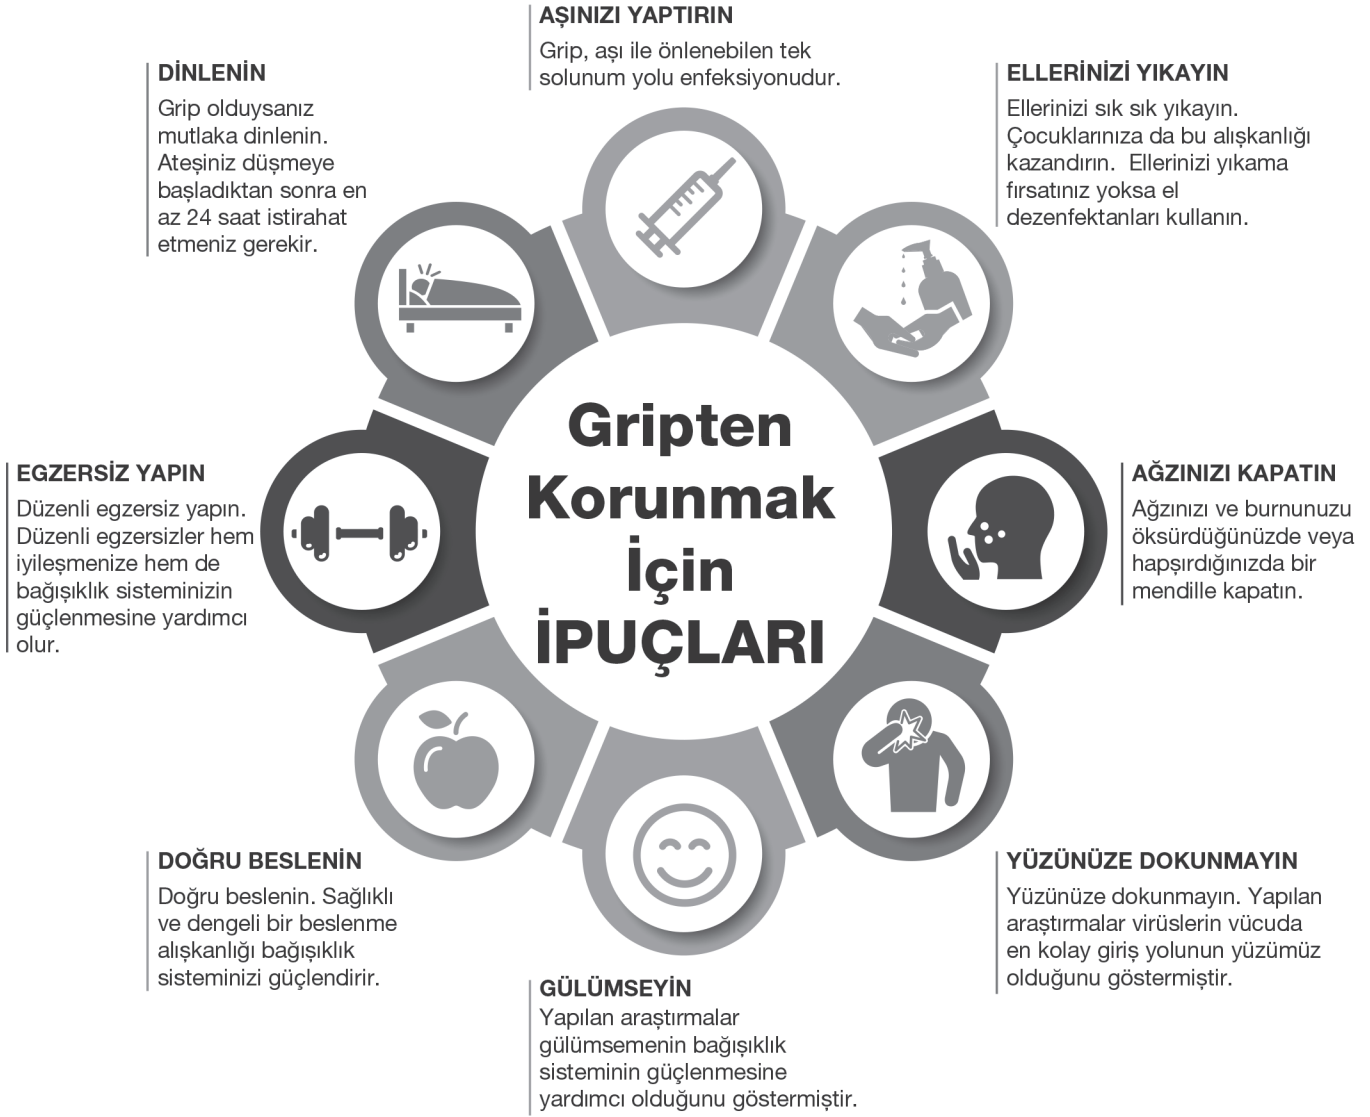 AŞINIZI YAPTIRIN
Grip, aşı ile önlenebilen tek
solunum yolu enfeksiyonudur.
ELLERİNİZİ YIKAYIN
Ellerinizi sık sık yıkayın.
Çocuklarınıza da bu alışkanlığı
kazandırın.  Ellerinizi yıkama
fırsatınız yoksa el
dezenfektanları kullanın.
AĞZINIZI KAPATIN
Ağzınızı ve burnunuzu
öksürdüğünüzde veya
hapşırdığınızda bir
mendille kapatın.
YÜZÜNÜZE DOKUNMAYIN
Yüzünüze dokunmayın. Yapılan
araştırmalar virüslerin vücuda
en kolay giriş yolunun yüzümüz
olduğunu göstermiştir.
GÜLÜMSEYİN
Yapılan araştırmalar
gülümsemenin bağışıklık
sisteminin güçlenmesine
yardımcı olduğunu göstermiştir.
DOĞRU BESLENİN
Doğru beslenin. Sağlıklı
ve dengeli bir beslenme
alışkanlığı bağışıklık
sisteminizi güçlendirir.
EGZERSİZ YAPIN
Düzenli egzersiz yapın.
Düzenli egzersizler hem
iyileşmenize hem de
bağışıklık sisteminizin
güçlenmesine yardımcı
olur.
DİNLENİN
Grip olduysanız
mutlaka dinlenin.
Ateşiniz düşmeye
başladıktan sonra en
az 24 saat istirahat
etmeniz gerekir.
Gripten
Korunmak
İçin
İPUÇLARI